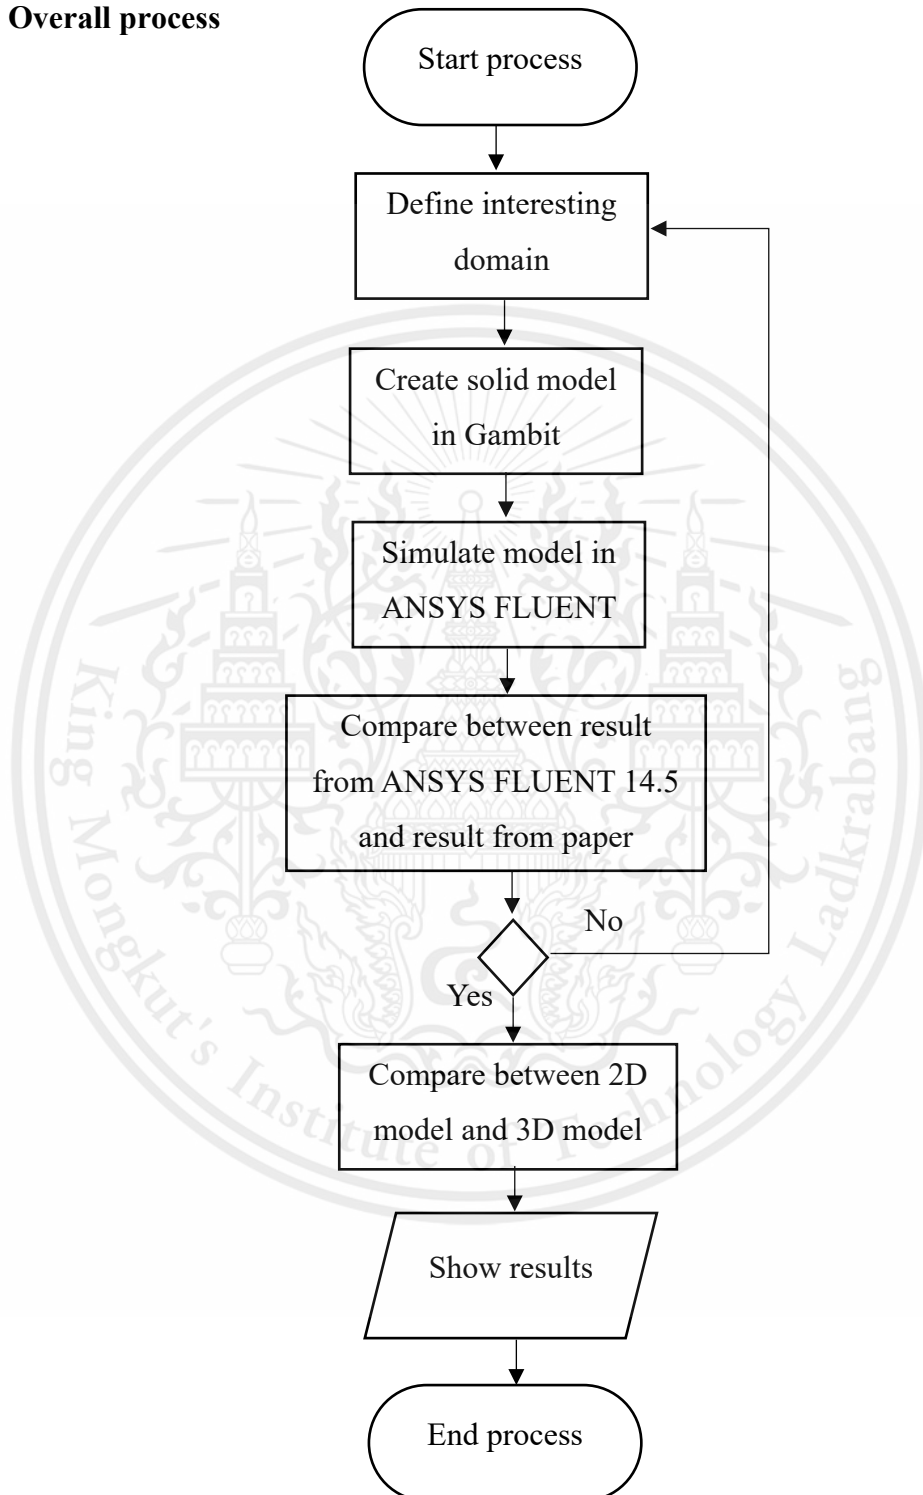 Overall process
Start process
Define interesting
domain
Create solid model
in Gambit
Simulate model in
ANSYS FLUENT
Compare between result
from ANSYS FLUENT 14.5
and result from paper
No
Yes
Compare between 2D
model and 3D model
Show results
End process
King Mongkut's Institute of Technology Ladkrabang